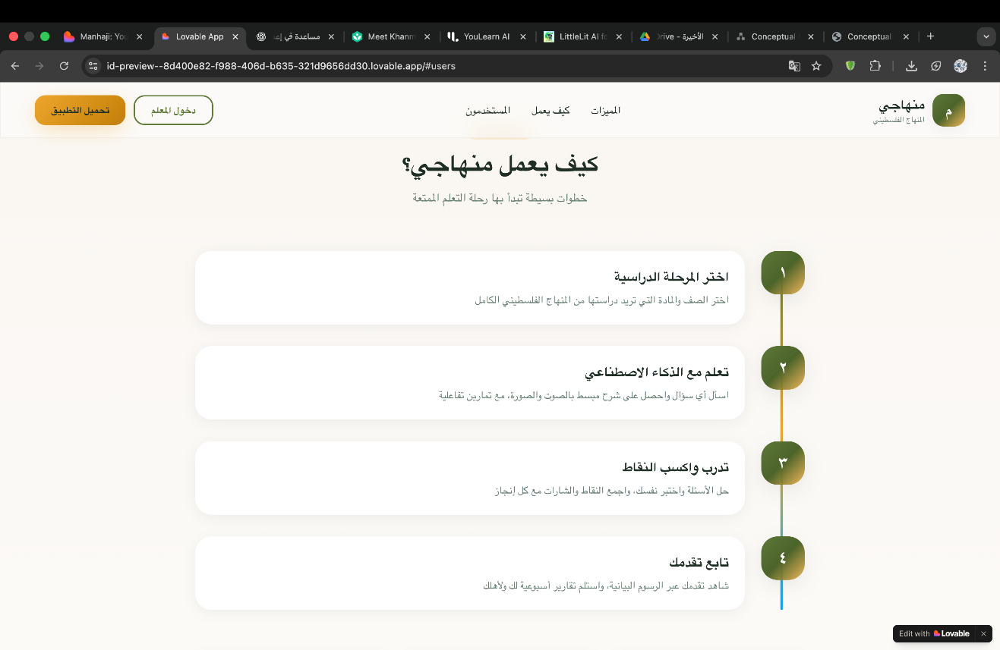 Manhaji: You
Lovable App
مساعدة في إعد
Meet Khanm
YouLearn AI
LittleLit AI fo
الأخيرة - Drive
Conceptual
Conceptual
id-preview--8d400e82-f988-406d-b635-321d9656dd30.lovable.app/#users
م
منهاجي
المنهاج الفلسطيني
الميزات
كيف يعمل
المستخدمون
دخول المعلم
تحميل التطبيق
كيف يعمل منهاجي؟
خطوات بسيطة تبدأ بها رحلة التعلم الممتعة
١
اختر المرحلة الدراسية
اختر الصف والمادة التي تريد دراستها من المنهاج الفلسطيني الكامل
٢
تعلم مع الذكاء الاصطناعي
اسأل أي سؤال واحصل على شرح مبسط بالصوت والصورة، مع تمارين تفاعلية
٣
تدرب واكسب النقاط
حل الأسئلة واختبر نفسك، واجمع النقاط والشارات مع كل إنجاز
٤
تابع تقدمك
شاهد تقدمك عبر الرسوم البيانية، واستلم تقارير أسبوعية لك ولأهلك
Edit with Lovable